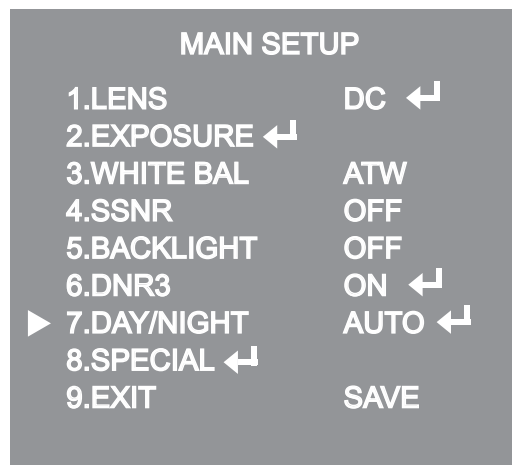 MAIN SETUP
1.LENS DC ↵
2.EXPOSURE ↵
3.WHITE BAL ATW
4.SSNR OFF
5.BACKLIGHT OFF
6.DNR3 ON ↵
▶ 7.DAY/NIGHT AUTO ↵
8.SPECIAL ↵
9.EXIT SAVE